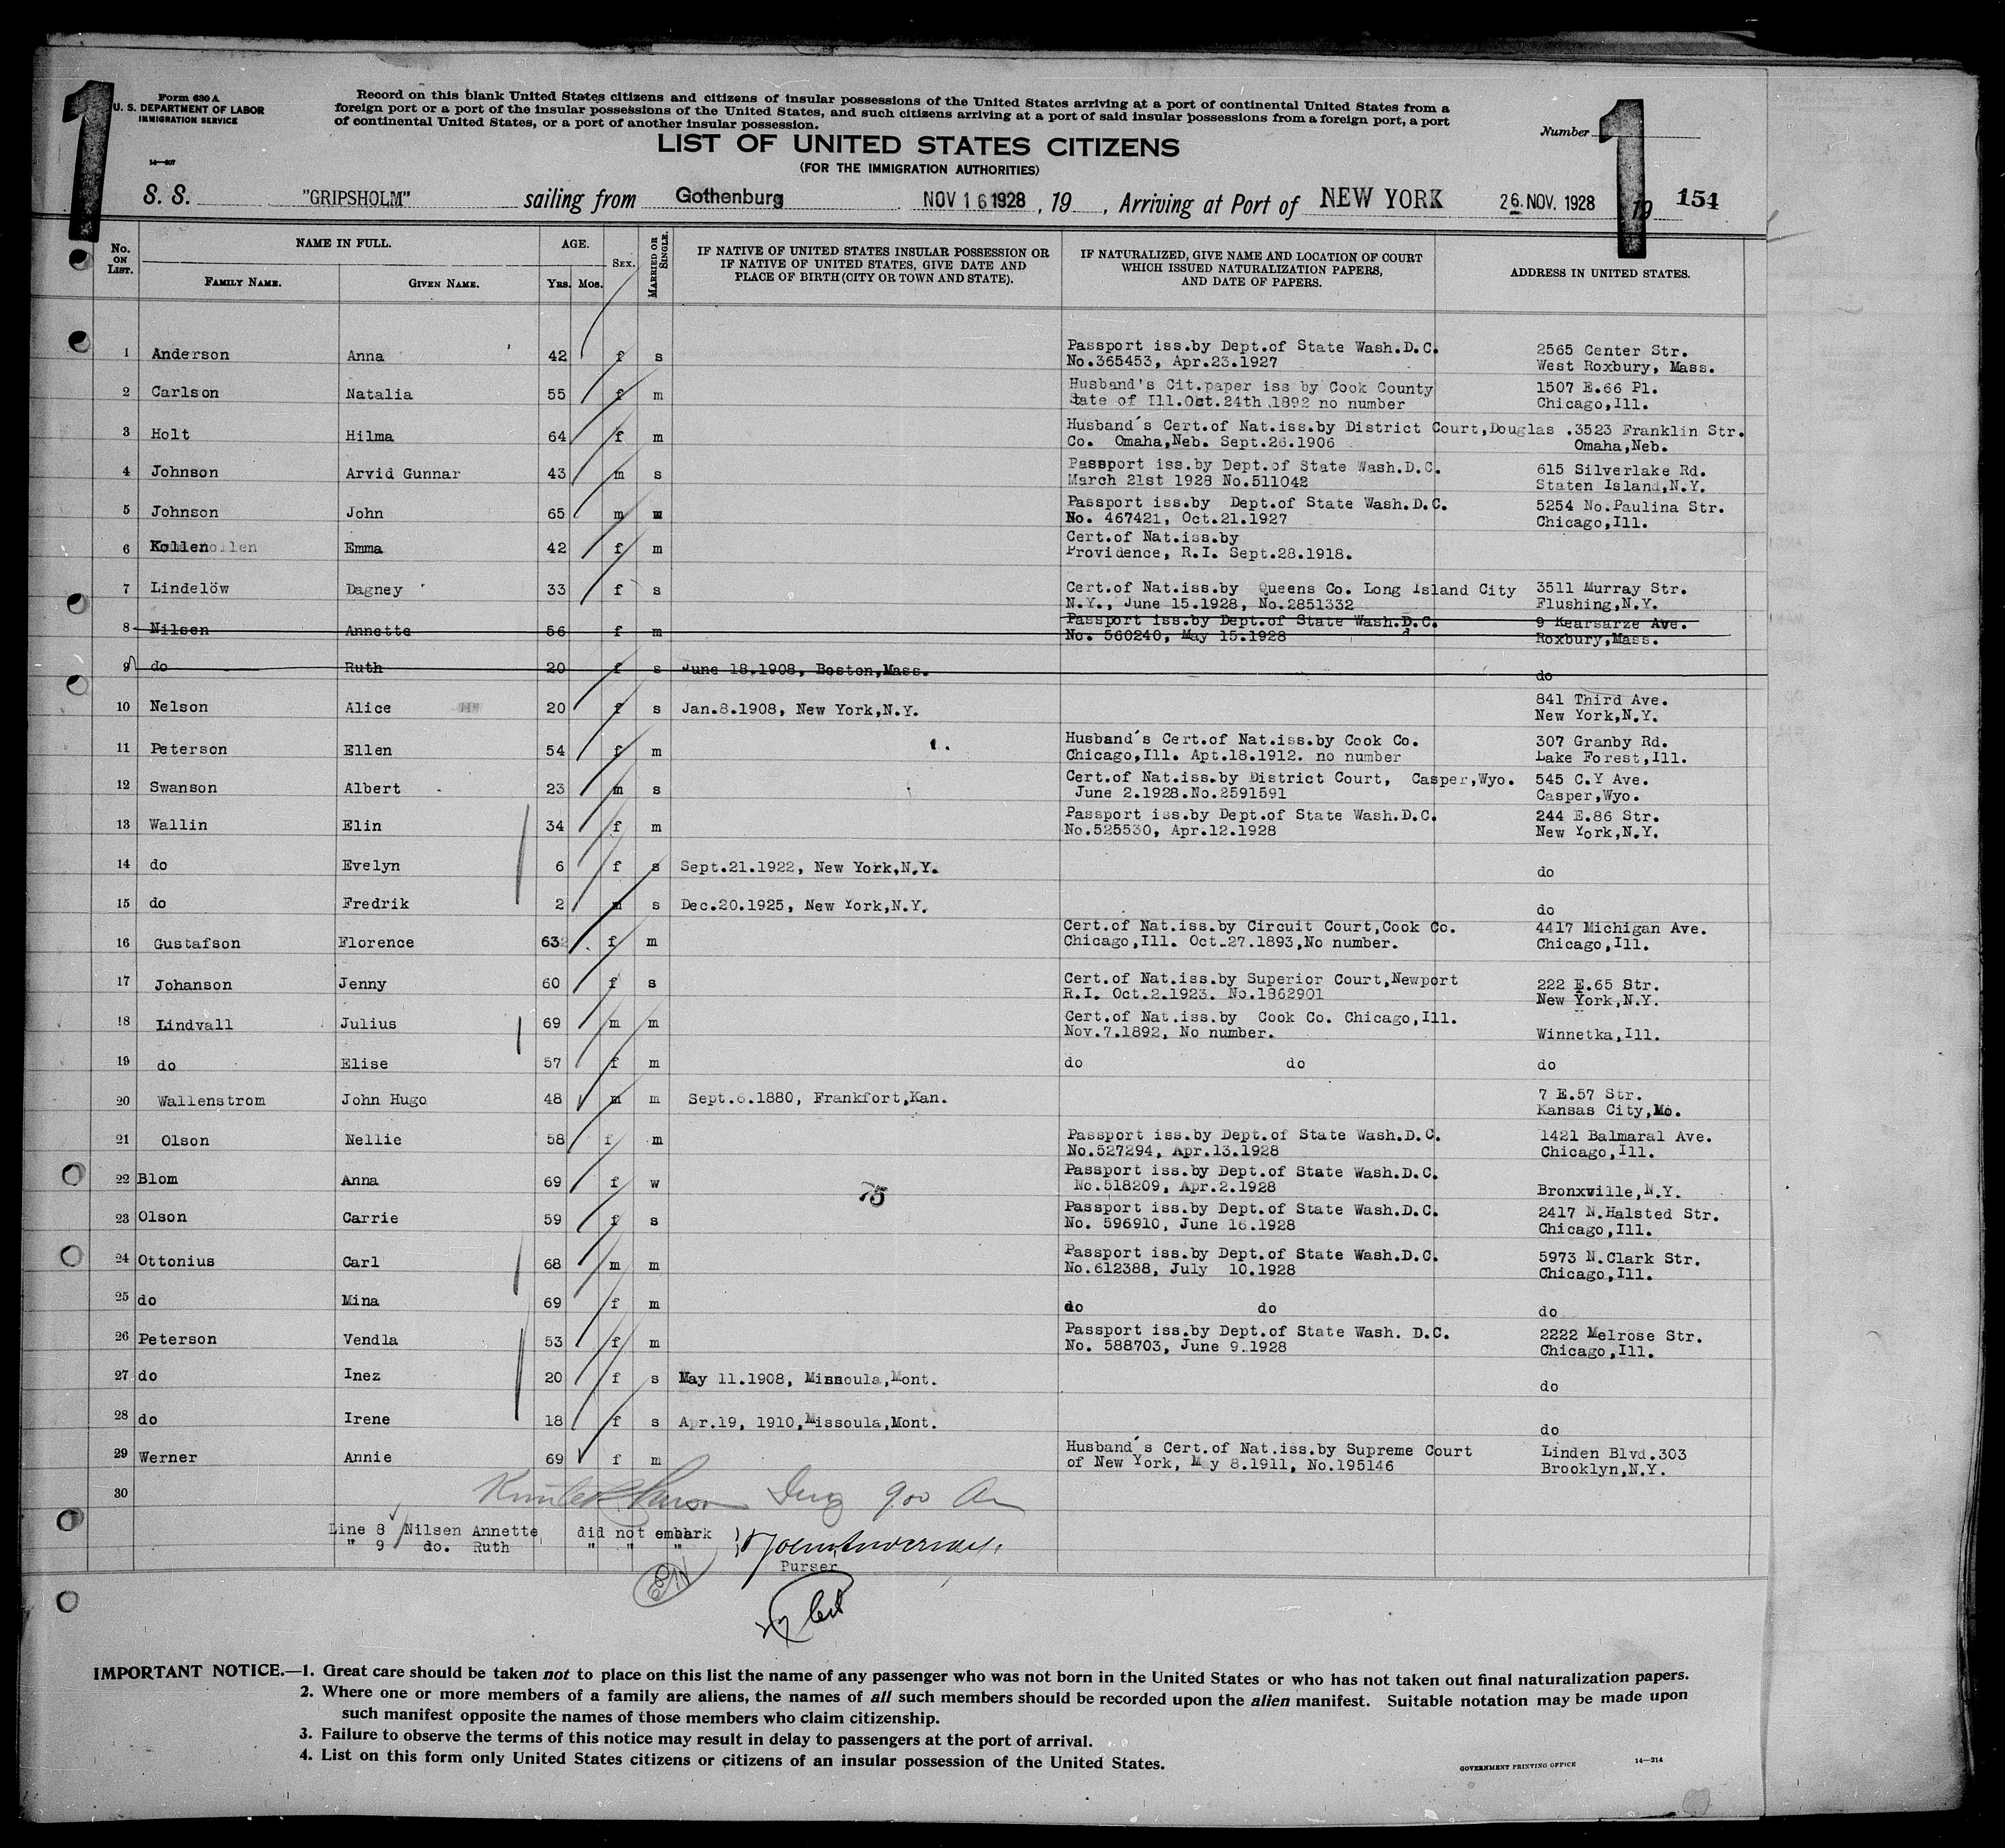 1
1
Form 630 A
U. S. DEPARTMENT OF LABOR
IMMIGRATION SERVICE
14—607
Record on this blank United States citizens and citizens of insular possessions of the United States arriving at a port of continental United States from a
foreign port or a port of the insular possessions of the United States, and such citizens arriving at a port of said insular possessions from a foreign port, a port
of continental United States, or a port of another insular possession.
Number
LIST OF UNITED STATES CITIZENS
(FOR THE IMMIGRATION AUTHORITIES)
S. S. "GRIPSHOLM" sailing from Gothenburg NOV 16 1928, 19 , Arriving at Port of NEW YORK 26. NOV. 1928 19 154
No. ON LIST. NAME IN FULL. AGE. SEX. MARRIED OR SINGLE. IF NATIVE OF UNITED STATES INSULAR POSSESSION OR IF NATIVE OF UNITED STATES, GIVE DATE AND PLACE OF BIRTH (CITY OR TOWN AND STATE). IF NATURALIZED, GIVE NAME AND LOCATION OF COURT WHICH ISSUED NATURALIZATION PAPERS, AND DATE OF PAPERS. ADDRESS IN UNITED STATES.
FAMILY NAME. GIVEN NAME. YRS. MOS.
1 Anderson Anna 42 f s Passport iss.by Dept.of State Wash.D.C. 2565 Center Str.
No.365453, Apr.23.1927 West Roxbury, Mass.
2 Carlson Natalia 55 f m Husband's Cit.paper iss by Cook County 1507 E.66 Pl.
State of Ill.Oct.24th 1892 no number Chicago,Ill.
3 Holt Hilma 64 f m Husband's Cert.of Nat.iss.by District Court,Douglas .3523 Franklin Str.
Co. Omaha,Neb. Sept.26.1906 Omaha,Neb.
4 Johnson Arvid Gunnar 43 m s Passport iss.by Dept.of State Wash.D.C. 615 Silverlake Rd.
March 21st 1928 No.511042 Staten Island,N.Y.
5 Johnson John 65 m m Passport iss.by Dept.of State Wash.D.C. 5254 No.Paulina Str.
No. 467421, Oct.21.1927 Chicago,Ill.
6 Kollen Emma 42 f m Cert.of Nat.iss.by
Providence, R.I. Sept.28.1918.
7 Lindelöw Dagney 33 f s Cert.of Nat.iss.by Queens Co. Long Island City 3511 Murray Str.
N.Y., June 15.1928, No.2851332 Flushing,N.Y.
8 Nilsen Annette 56 f m Passport iss.by Dept.of State Wash.D.C. 9 Kearsarze Ave.
No. 560240, May 15.1928 Roxbury,Mass.
9 do Ruth 20 f s June 18.1908, Boston,Mass. do
10 Nelson Alice 20 f s Jan.8.1908, New York,N.Y. 841 Third Ave.
New York,N.Y.
11 Peterson Ellen 54 f m Husband's Cert.of Nat.iss.by Cook Co. 307 Granby Rd.
Chicago,Ill. Apt.18.1912. no number Lake Forest,Ill.
12 Swanson Albert 23 m s Cert.of Nat.iss.by District Court, Casper,Wyo. 545 C.Y Ave.
June 2.1928.No.2591591 Casper,Wyo.
13 Wallin Elin 34 f m Passport iss.by Dept.of State Wash.D.C. 244 E.86 Str.
No.525530, Apr.12.1928 New York,N.Y.
14 do Evelyn 6 f s Sept.21.1922, New York,N.Y. do
15 do Fredrik 2 m s Dec.20.1925, New York,N.Y. do
16 Gustafson Florence 63 f m Cert.of Nat.iss.by Circuit Court,Cook Co. 4417 Michigan Ave.
Chicago,Ill. Oct.27.1893,No number. Chicago,Ill.
17 Johanson Jenny 60 f s Cert.of Nat.iss.by Superior Court,Newport 222 E.65 Str.
R.I. Oct.2.1923. No.1862901 New York,N.Y.
18 Lindvall Julius 69 m m Cert.of Nat.iss.by Cook Co. Chicago,Ill.
Nov.7.1892, No number. Winnetka,Ill.
19 do Elise 57 f m do do do
20 Wallenstrom John Hugo 48 m m Sept.6.1880, Frankfort,Kan. 7 E.57 Str.
Kansas City,Mo.
21 Olson Nellie 58 f m Passport iss.by Dept.of State Wash.D.C. 1421 Balmaral Ave.
No.527294, Apr.13.1928 Chicago,Ill.
22 Blom Anna 69 f w Passport iss.by Dept.of State Wash.D.C.
No.518209, Apr.2.1928 Bronxville,N.Y.
75
23 Olson Carrie 59 f s Passport iss.by Dept.of State Wash.D.C. 2417 N.Halsted Str.
No. 596910, June 16.1928 Chicago,Ill.
24 Ottonius Carl 68 m m Passport iss.by Dept.of State Wash.D.C. 5973 N.Clark Str.
No.612388, July 10.1928 Chicago,Ill.
25 do Mina 69 f m do do do
26 Peterson Vendla 53 f m Passport iss.by Dept.of State Wash. D.C. 2222 Melrose Str.
No. 588703, June 9.1928 Chicago,Ill.
27 do Inez 20 f s May 11.1908, Missoula,Mont. do
28 do Irene 18 f s Apr.19, 1910,Missoula,Mont. do
29 Werner Annie 69 f m Husband's Cert.of Nat.iss.by Supreme Court Linden Blvd.303
of New York, May 8.1911, No.195146 Brooklyn,N.Y.
30
900
Line 8 Nilsen Annette did not embark
" 9 do. Ruth " " "
Purser
IMPORTANT NOTICE.—1. Great care should be taken not to place on this list the name of any passenger who was not born in the United States or who has not taken out final naturalization papers.
2. Where one or more members of a family are aliens, the names of all such members should be recorded upon the alien manifest. Suitable notation may be made upon
such manifest opposite the names of those members who claim citizenship.
3. Failure to observe the terms of this notice may result in delay to passengers at the port of arrival.
4. List on this form only United States citizens or citizens of an insular possession of the United States.
GOVERNMENT PRINTING OFFICE 14—214